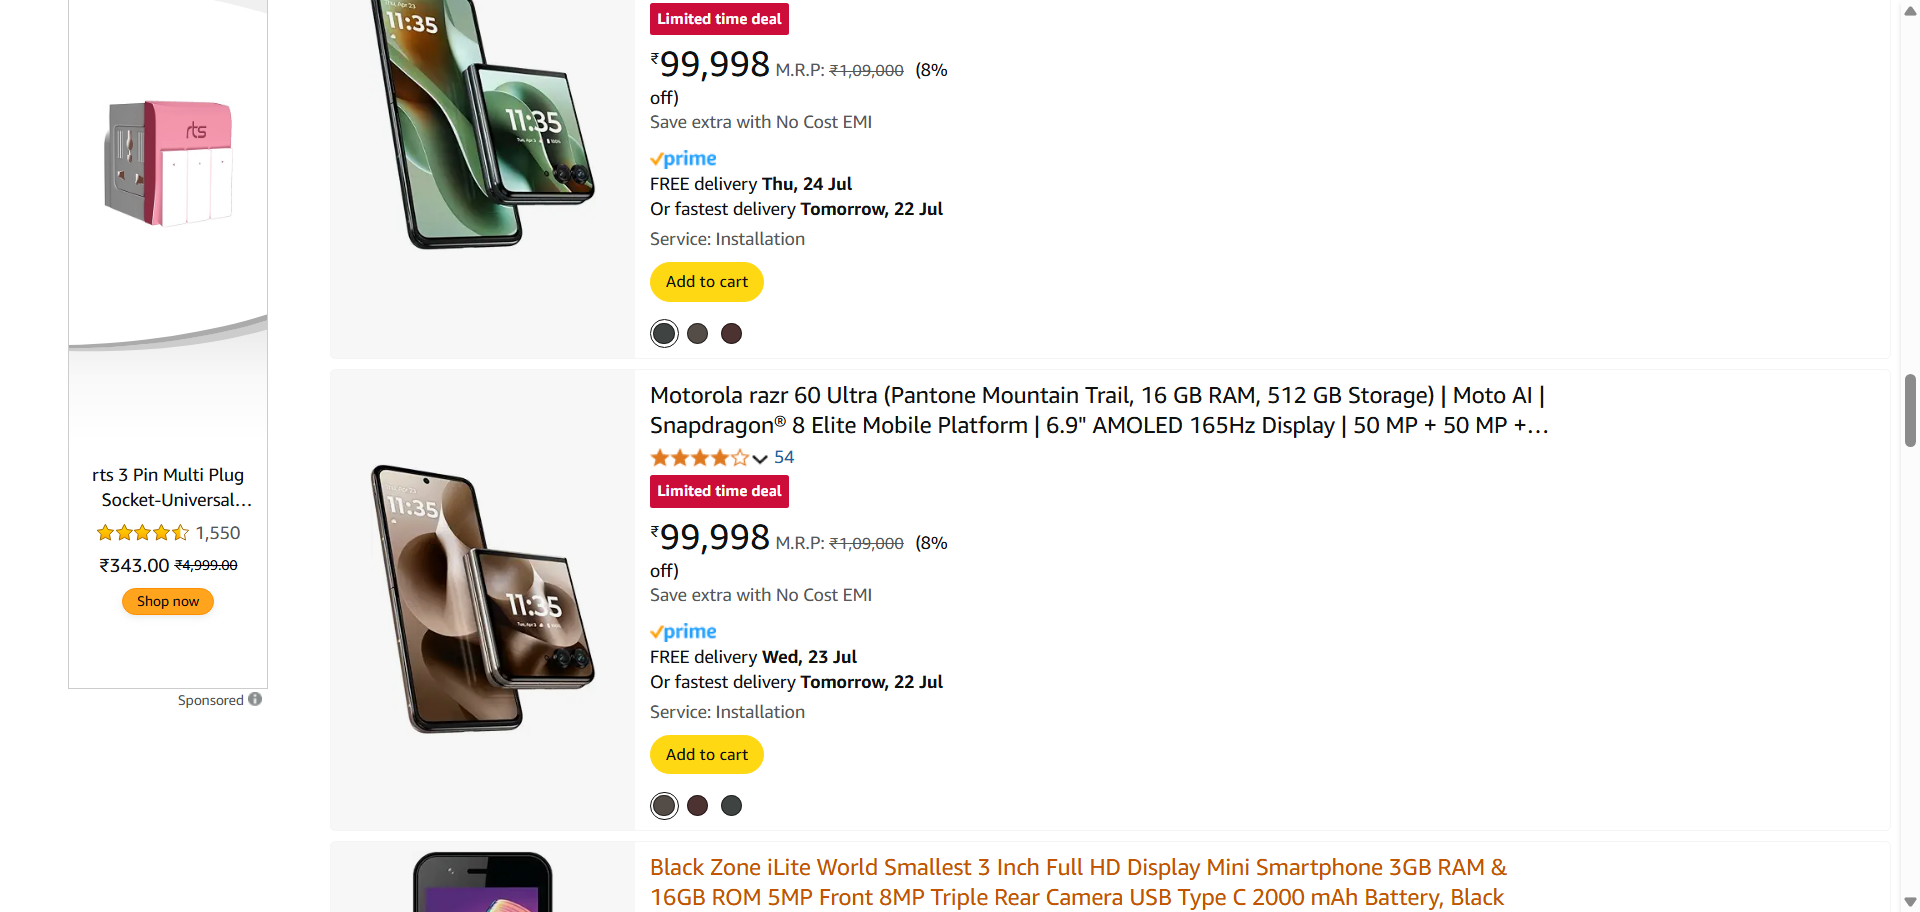 rts
rts 3 Pin Multi Plug
Socket-Universal…
1,550
₹343.00 ₹4,999.00
Shop now
Sponsored
11:35
11:35
Limited time deal
₹99,998 M.R.P: ₹1,09,000 (8%
off)
Save extra with No Cost EMI
prime
FREE delivery Thu, 24 Jul
Or fastest delivery Tomorrow, 22 Jul
Service: Installation
Add to cart
11:35
11:35
Motorola razr 60 Ultra (Pantone Mountain Trail, 16 GB RAM, 512 GB Storage) | Moto AI |
Snapdragon® 8 Elite Mobile Platform | 6.9" AMOLED 165Hz Display | 50 MP + 50 MP +…
54
Limited time deal
₹99,998 M.R.P: ₹1,09,000 (8%
off)
Save extra with No Cost EMI
prime
FREE delivery Wed, 23 Jul
Or fastest delivery Tomorrow, 22 Jul
Service: Installation
Add to cart
Black Zone iLite World Smallest 3 Inch Full HD Display Mini Smartphone 3GB RAM &
16GB ROM 5MP Front 8MP Triple Rear Camera USB Type C 2000 mAh Battery, Black